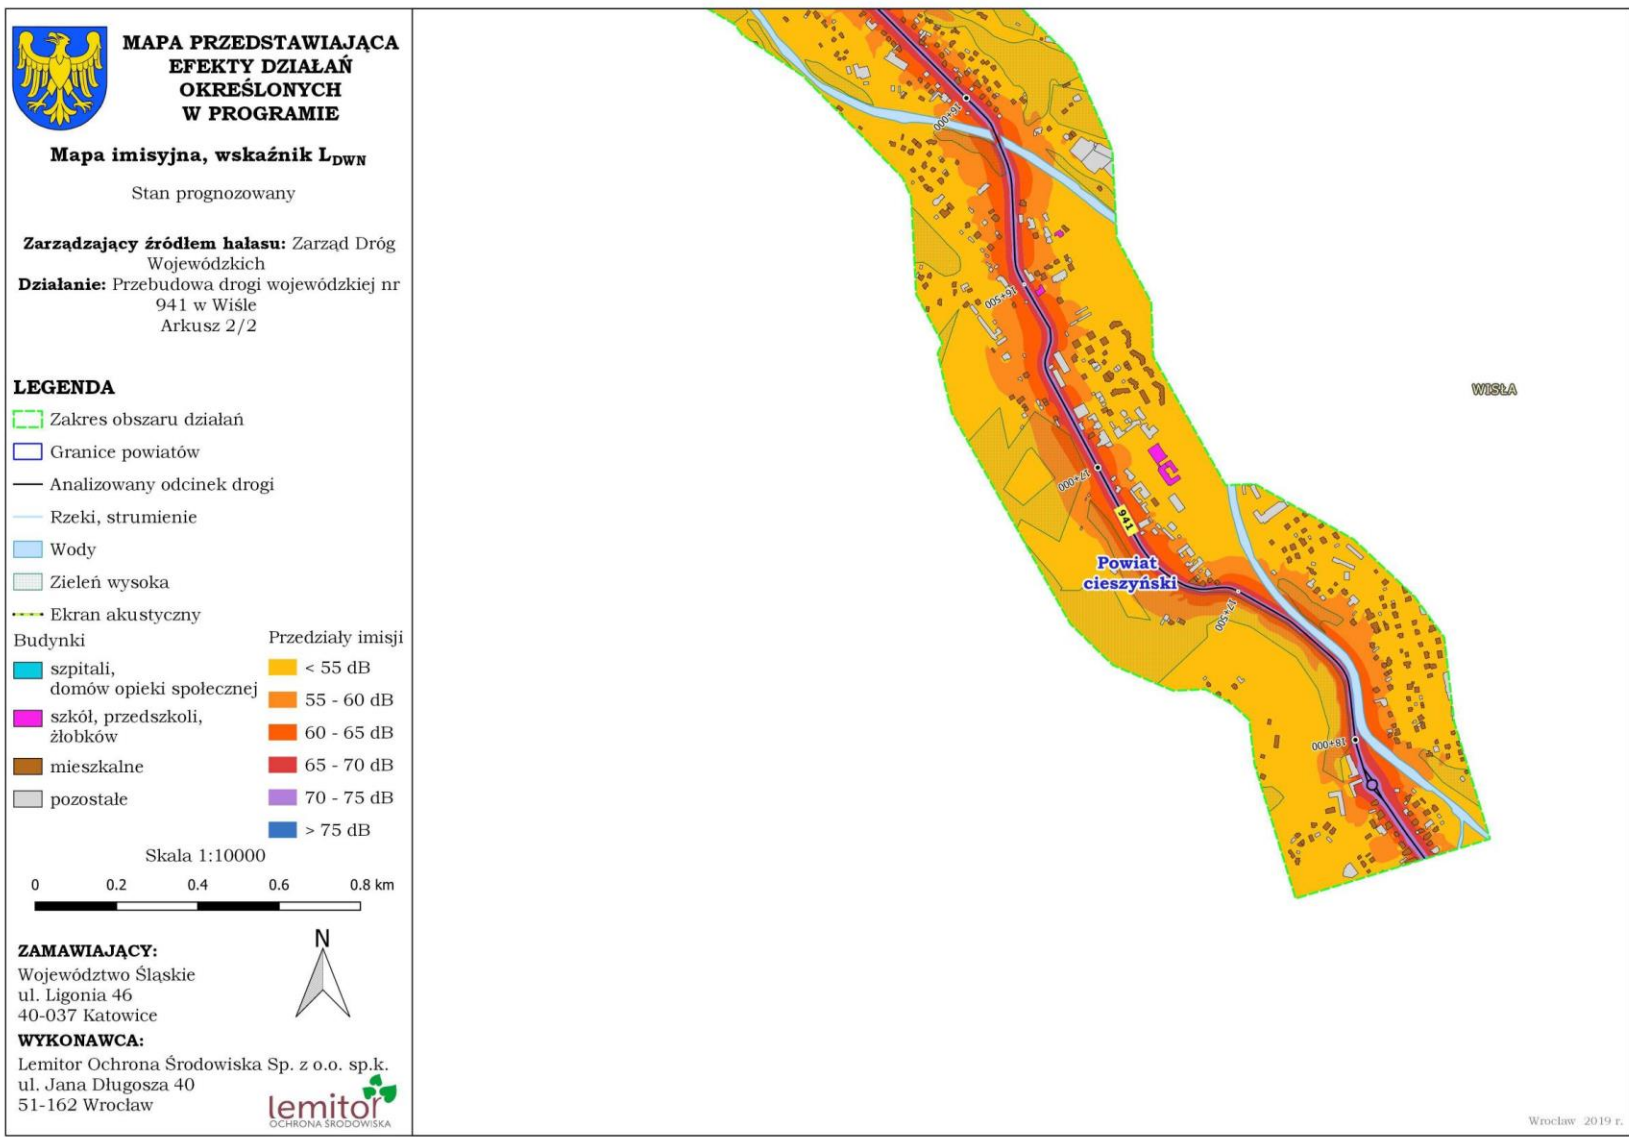 MAPA PRZEDSTAWIAJĄCA
EFEKTY DZIAŁAŃ
OKREŚLONYCH
W PROGRAMIE
Mapa imisyjna, wskaźnik LDWN
Stan prognozowany
Zarządzający źródłem hałasu: Zarząd Dróg
Wojewódzkich
Działanie: Przebudowa drogi wojewódzkiej nr
941 w Wiśle
Arkusz 2/2
LEGENDA
Zakres obszaru działań
Granice powiatów
Analizowany odcinek drogi
Rzeki, strumienie
Wody
Zieleń wysoka
Ekran akustyczny
Budynki
szpitali,
domów opieki społecznej
szkół, przedszkoli,
żłobków
mieszkalne
pozostałe
Przedziały imisji
< 55 dB
55 - 60 dB
60 - 65 dB
65 - 70 dB
70 - 75 dB
> 75 dB
Skala 1:10000
0 0.2 0.4 0.6 0.8 km
N
ZAMAWIAJĄCY:
Województwo Śląskie
ul. Ligonia 46
40-037 Katowice
WYKONAWCA:
Lemitor Ochrona Środowiska Sp. z o.o. sp.k.
ul. Jana Długosza 40
51-162 Wrocław
lemitor
OCHRONA ŚRODOWISKA
16+000
16+500
17+000
941
Powiat
cieszyński
17+500
18+000
WISŁA
Wrocław 2019 r.